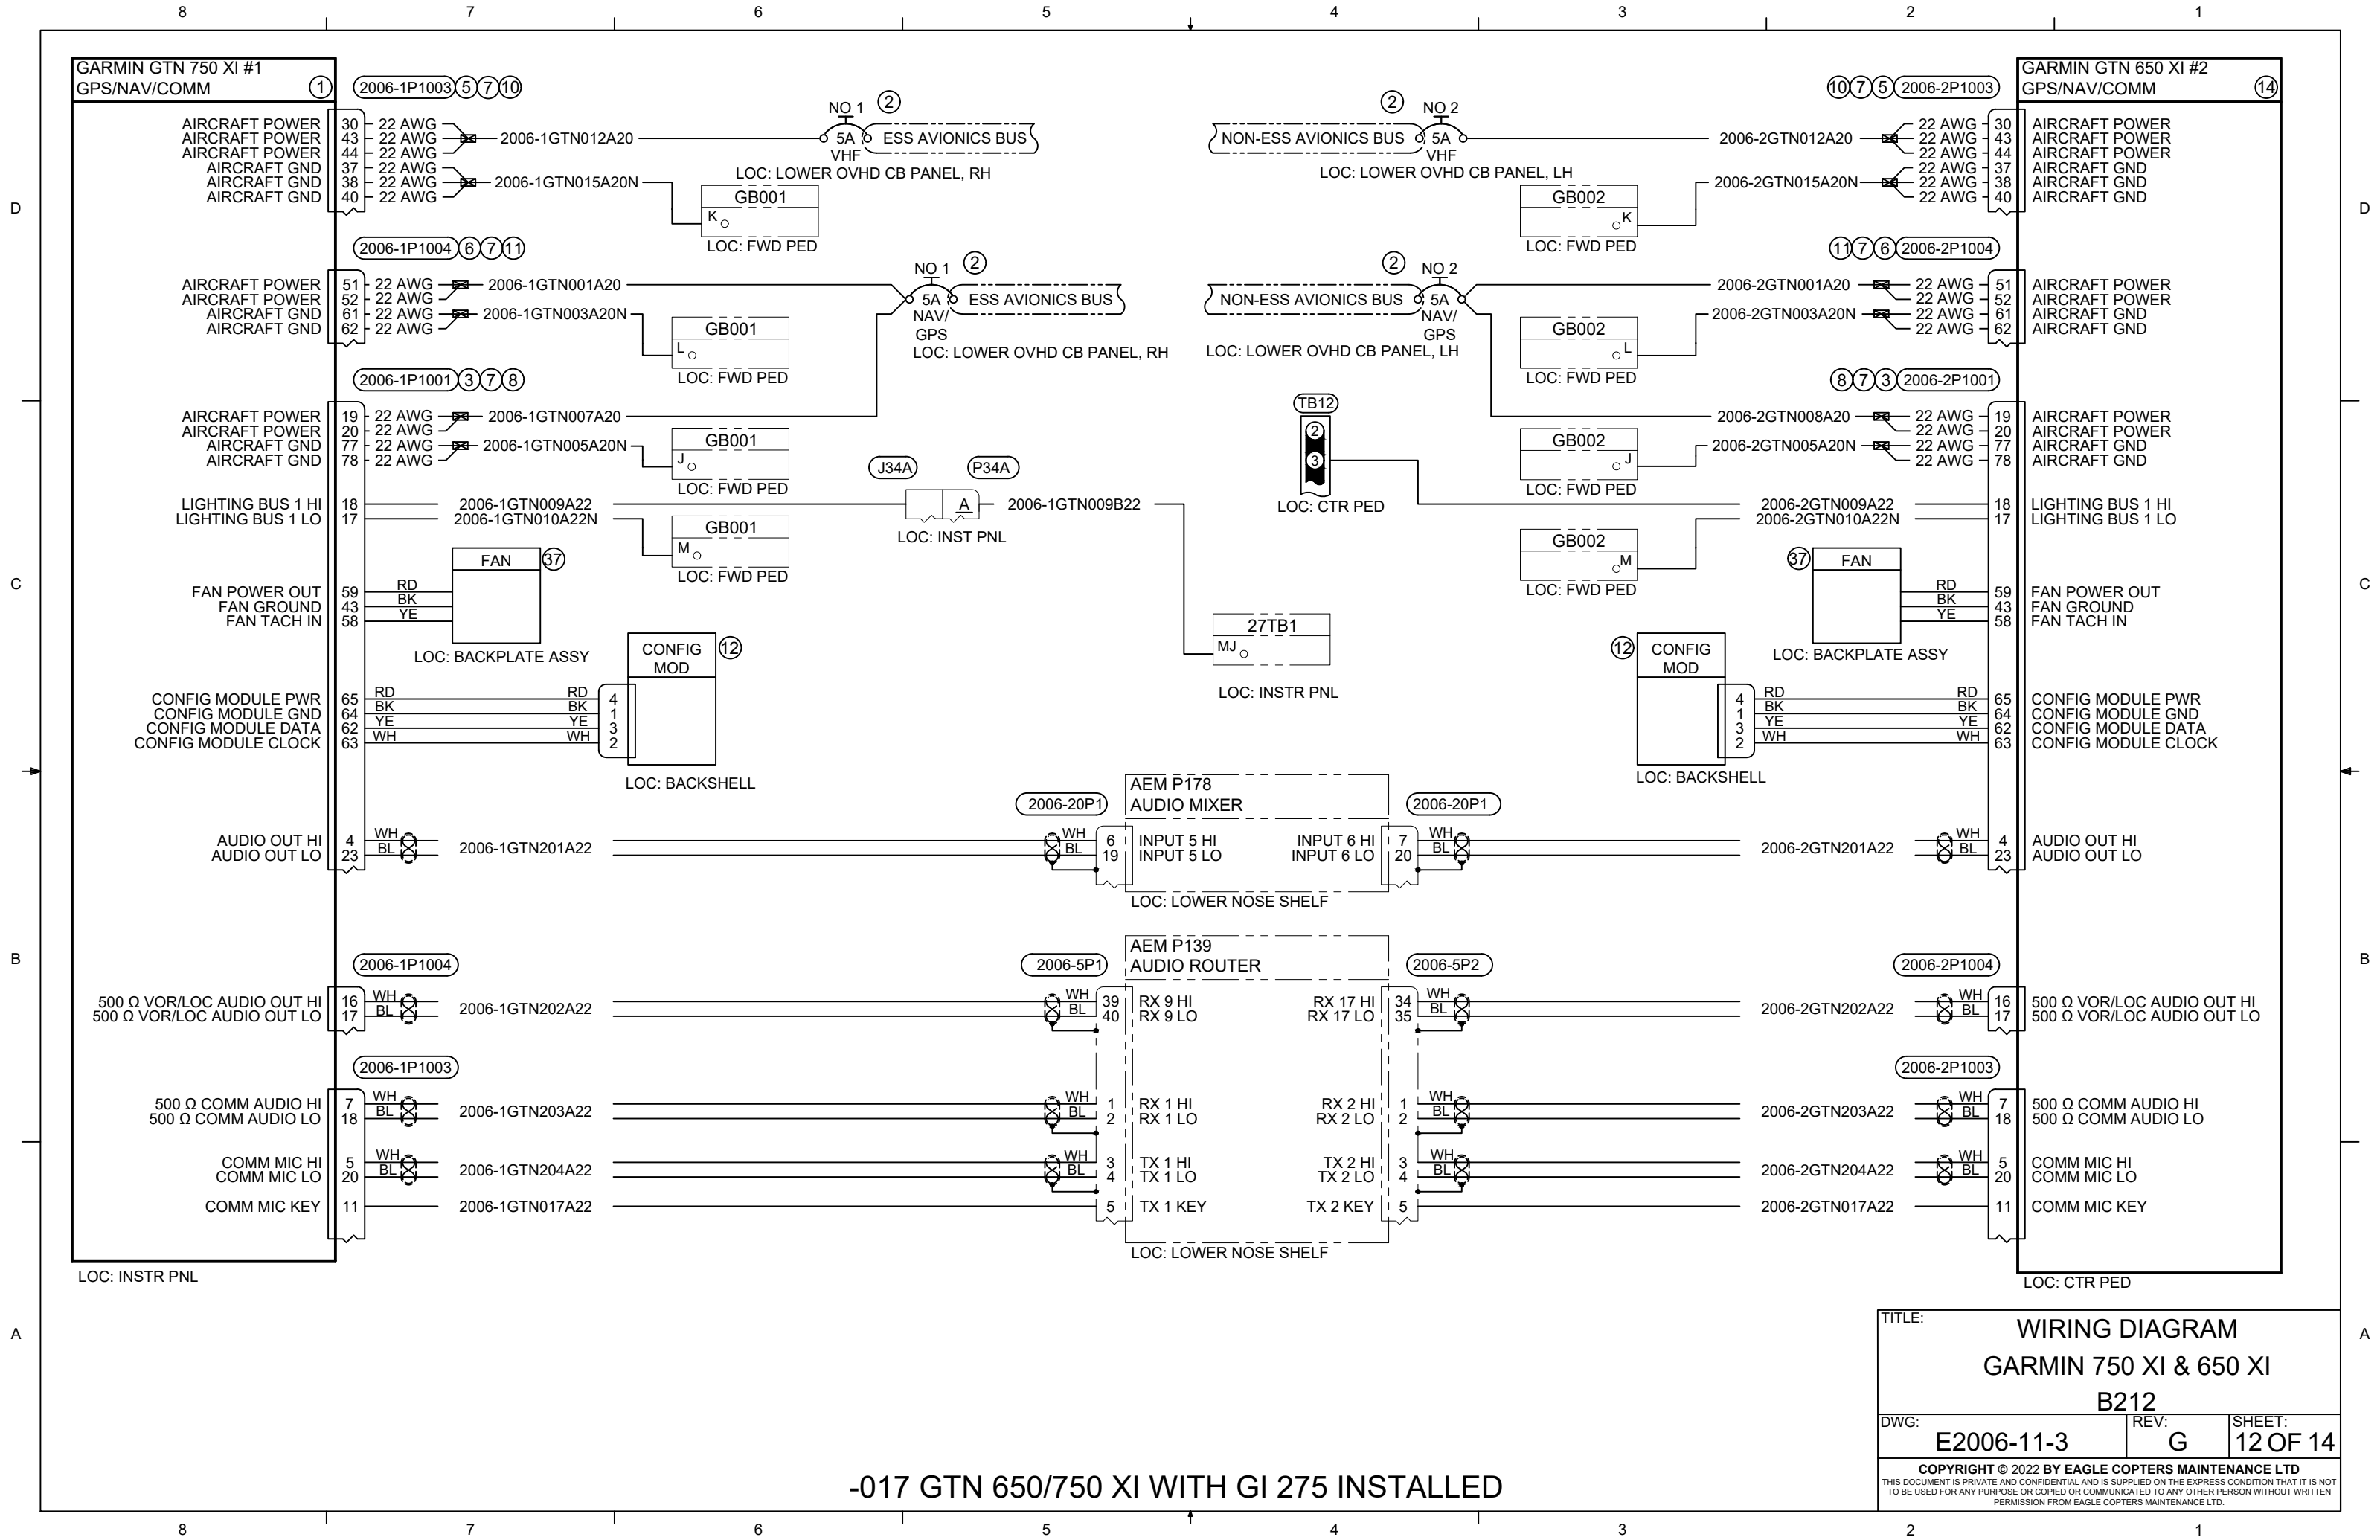 8 7 6 5 4 3 2 1
D
C
B
A
GARMIN GTN 750 XI #1
GPS/NAV/COMM 1
2006-1P1003 5 7 10
AIRCRAFT POWER 30 22 AWG
AIRCRAFT POWER 43 22 AWG 2006-1GTN012A20
AIRCRAFT POWER 44 22 AWG
AIRCRAFT GND 37 22 AWG
AIRCRAFT GND 38 22 AWG 2006-1GTN015A20N
AIRCRAFT GND 40 22 AWG
NO 1 2
5A ESS AVIONICS BUS
VHF
LOC: LOWER OVHD CB PANEL, RH
GB001
K
LOC: FWD PED
2006-1P1004 6 7 11
AIRCRAFT POWER 51 22 AWG 2006-1GTN001A20
AIRCRAFT POWER 52 22 AWG
AIRCRAFT GND 61 22 AWG 2006-1GTN003A20N
AIRCRAFT GND 62 22 AWG
NO 1 2
5A ESS AVIONICS BUS
NAV/
GPS
LOC: LOWER OVHD CB PANEL, RH
GB001
L
LOC: FWD PED
2006-1P1001 3 7 8
AIRCRAFT POWER 19 22 AWG 2006-1GTN007A20
AIRCRAFT POWER 20 22 AWG
AIRCRAFT GND 77 22 AWG 2006-1GTN005A20N
AIRCRAFT GND 78 22 AWG
GB001
J
LOC: FWD PED
J34A P34A
LIGHTING BUS 1 HI 18 2006-1GTN009A22 A 2006-1GTN009B22
LIGHTING BUS 1 LO 17 2006-1GTN010A22N
LOC: INST PNL
GB001
M
LOC: FWD PED
FAN 37
FAN POWER OUT 59 RD
FAN GROUND 43 BK
FAN TACH IN 58 YE
LOC: BACKPLATE ASSY
27TB1
MJ
LOC: INSTR PNL
CONFIG
MOD
12
CONFIG MODULE PWR 65 RD RD 4
CONFIG MODULE GND 64 BK BK 1
CONFIG MODULE DATA 62 YE YE 3
CONFIG MODULE CLOCK 63 WH WH 2
LOC: BACKSHELL
AUDIO OUT HI 4 WH
AUDIO OUT LO 23 BL
2006-1GTN201A22
2006-1P1004
500 Ω VOR/LOC AUDIO OUT HI 16 WH
500 Ω VOR/LOC AUDIO OUT LO 17 BL
2006-1GTN202A22
2006-1P1003
500 Ω COMM AUDIO HI 7 WH
500 Ω COMM AUDIO LO 18 BL
2006-1GTN203A22
COMM MIC HI 5 WH
COMM MIC LO 20 BL
2006-1GTN204A22
COMM MIC KEY 11 2006-1GTN017A22
LOC: INSTR PNL
AEM P178
AUDIO MIXER
2006-20P1 2006-20P1
WH 6 INPUT 5 HI INPUT 6 HI 7 WH
BL 19 INPUT 5 LO INPUT 6 LO 20 BL
LOC: LOWER NOSE SHELF
AEM P139
AUDIO ROUTER
2006-5P1 2006-5P2
WH 39 RX 9 HI RX 17 HI 34 WH
BL 40 RX 9 LO RX 17 LO 35 BL
WH 1 RX 1 HI RX 2 HI 1 WH
BL 2 RX 1 LO RX 2 LO 2 BL
WH 3 TX 1 HI TX 2 HI 3 WH
BL 4 TX 1 LO TX 2 LO 4 BL
5 TX 1 KEY TX 2 KEY 5
LOC: LOWER NOSE SHELF
GARMIN GTN 650 XI #2
GPS/NAV/COMM 14
10 7 5 2006-2P1003
22 AWG 30 AIRCRAFT POWER
2006-2GTN012A20 22 AWG 43 AIRCRAFT POWER
22 AWG 44 AIRCRAFT POWER
22 AWG 37 AIRCRAFT GND
2006-2GTN015A20N 22 AWG 38 AIRCRAFT GND
22 AWG 40 AIRCRAFT GND
2 NO 2
NON-ESS AVIONICS BUS 5A
VHF
LOC: LOWER OVHD CB PANEL, LH
GB002
K
LOC: FWD PED
11 7 6 2006-2P1004
2006-2GTN001A20 22 AWG 51 AIRCRAFT POWER
22 AWG 52 AIRCRAFT POWER
2006-2GTN003A20N 22 AWG 61 AIRCRAFT GND
22 AWG 62 AIRCRAFT GND
2 NO 2
NON-ESS AVIONICS BUS 5A
NAV/
GPS
LOC: LOWER OVHD CB PANEL, LH
GB002
L
LOC: FWD PED
8 7 3 2006-2P1001
2006-2GTN008A20 22 AWG 19 AIRCRAFT POWER
22 AWG 20 AIRCRAFT POWER
2006-2GTN005A20N 22 AWG 77 AIRCRAFT GND
22 AWG 78 AIRCRAFT GND
TB12
2
3
LOC: CTR PED
GB002
J
LOC: FWD PED
2006-2GTN009A22 18 LIGHTING BUS 1 HI
2006-2GTN010A22N 17 LIGHTING BUS 1 LO
GB002
M
LOC: FWD PED
37 FAN
RD 59 FAN POWER OUT
BK 43 FAN GROUND
YE 58 FAN TACH IN
LOC: BACKPLATE ASSY
12
CONFIG
MOD
4 RD RD 65 CONFIG MODULE PWR
1 BK BK 64 CONFIG MODULE GND
3 YE YE 62 CONFIG MODULE DATA
2 WH WH 63 CONFIG MODULE CLOCK
LOC: BACKSHELL
2006-2GTN201A22
WH 4 AUDIO OUT HI
BL 23 AUDIO OUT LO
2006-2P1004
2006-2GTN202A22
WH 16 500 Ω VOR/LOC AUDIO OUT HI
BL 17 500 Ω VOR/LOC AUDIO OUT LO
2006-2P1003
2006-2GTN203A22
WH 7 500 Ω COMM AUDIO HI
BL 18 500 Ω COMM AUDIO LO
2006-2GTN204A22
WH 5 COMM MIC HI
BL 20 COMM MIC LO
2006-2GTN017A22 11 COMM MIC KEY
LOC: CTR PED
D
C
B
A
TITLE:
WIRING DIAGRAM
GARMIN 750 XI & 650 XI
B212
DWG: REV: SHEET:
E2006-11-3 G 12 OF 14
COPYRIGHT © 2022 BY EAGLE COPTERS MAINTENANCE LTD
THIS DOCUMENT IS PRIVATE AND CONFIDENTIAL AND IS SUPPLIED ON THE EXPRESS CONDITION THAT IT IS NOT
TO BE USED FOR ANY PURPOSE OR COPIED OR COMMUNICATED TO ANY OTHER PERSON WITHOUT WRITTEN
PERMISSION FROM EAGLE COPTERS MAINTENANCE LTD.
-017 GTN 650/750 XI WITH GI 275 INSTALLED
8 7 6 5 4 3 2 1